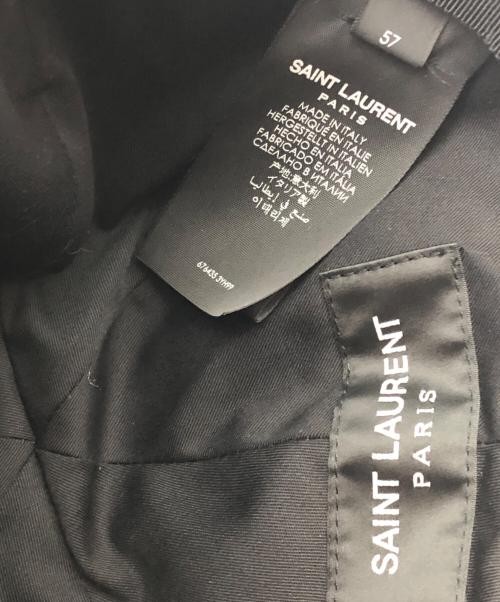 57
SAINT LAURENT
PARIS
MADE IN ITALY
FABRIQUÉ EN ITALIE
HERGESTELLT IN ITALIEN
HECHO EN ITALIA
FABRICADO EM ITÁLIA
СДЕЛАНО В ИТАЛИИ
产地:意大利
イタリア製
صنع في إيطاليا
이태리제
676435 3YH99
SAINT LAURENT
PARIS